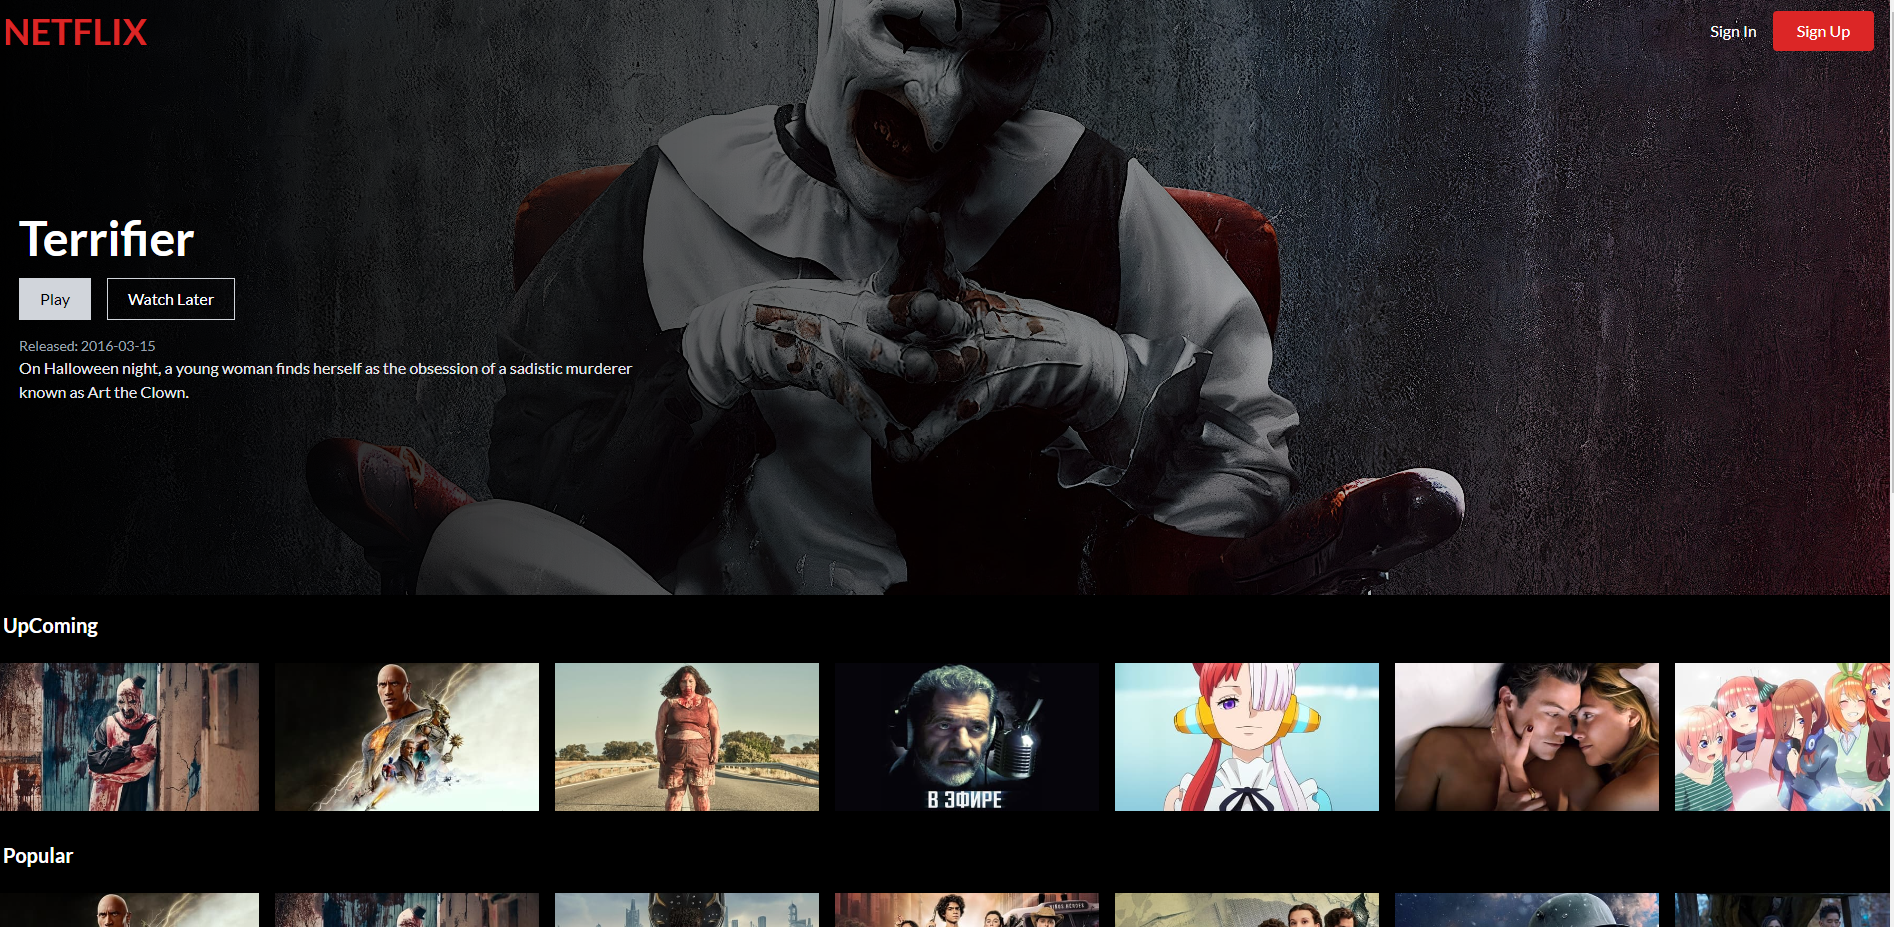 NETFLIX
Sign In
Sign Up
Terrifier
Play
Watch Later
Released: 2016-03-15
On Halloween night, a young woman finds herself as the obsession of a sadistic murderer
known as Art the Clown.
UpComing
В ЭФИРЕ
Popular